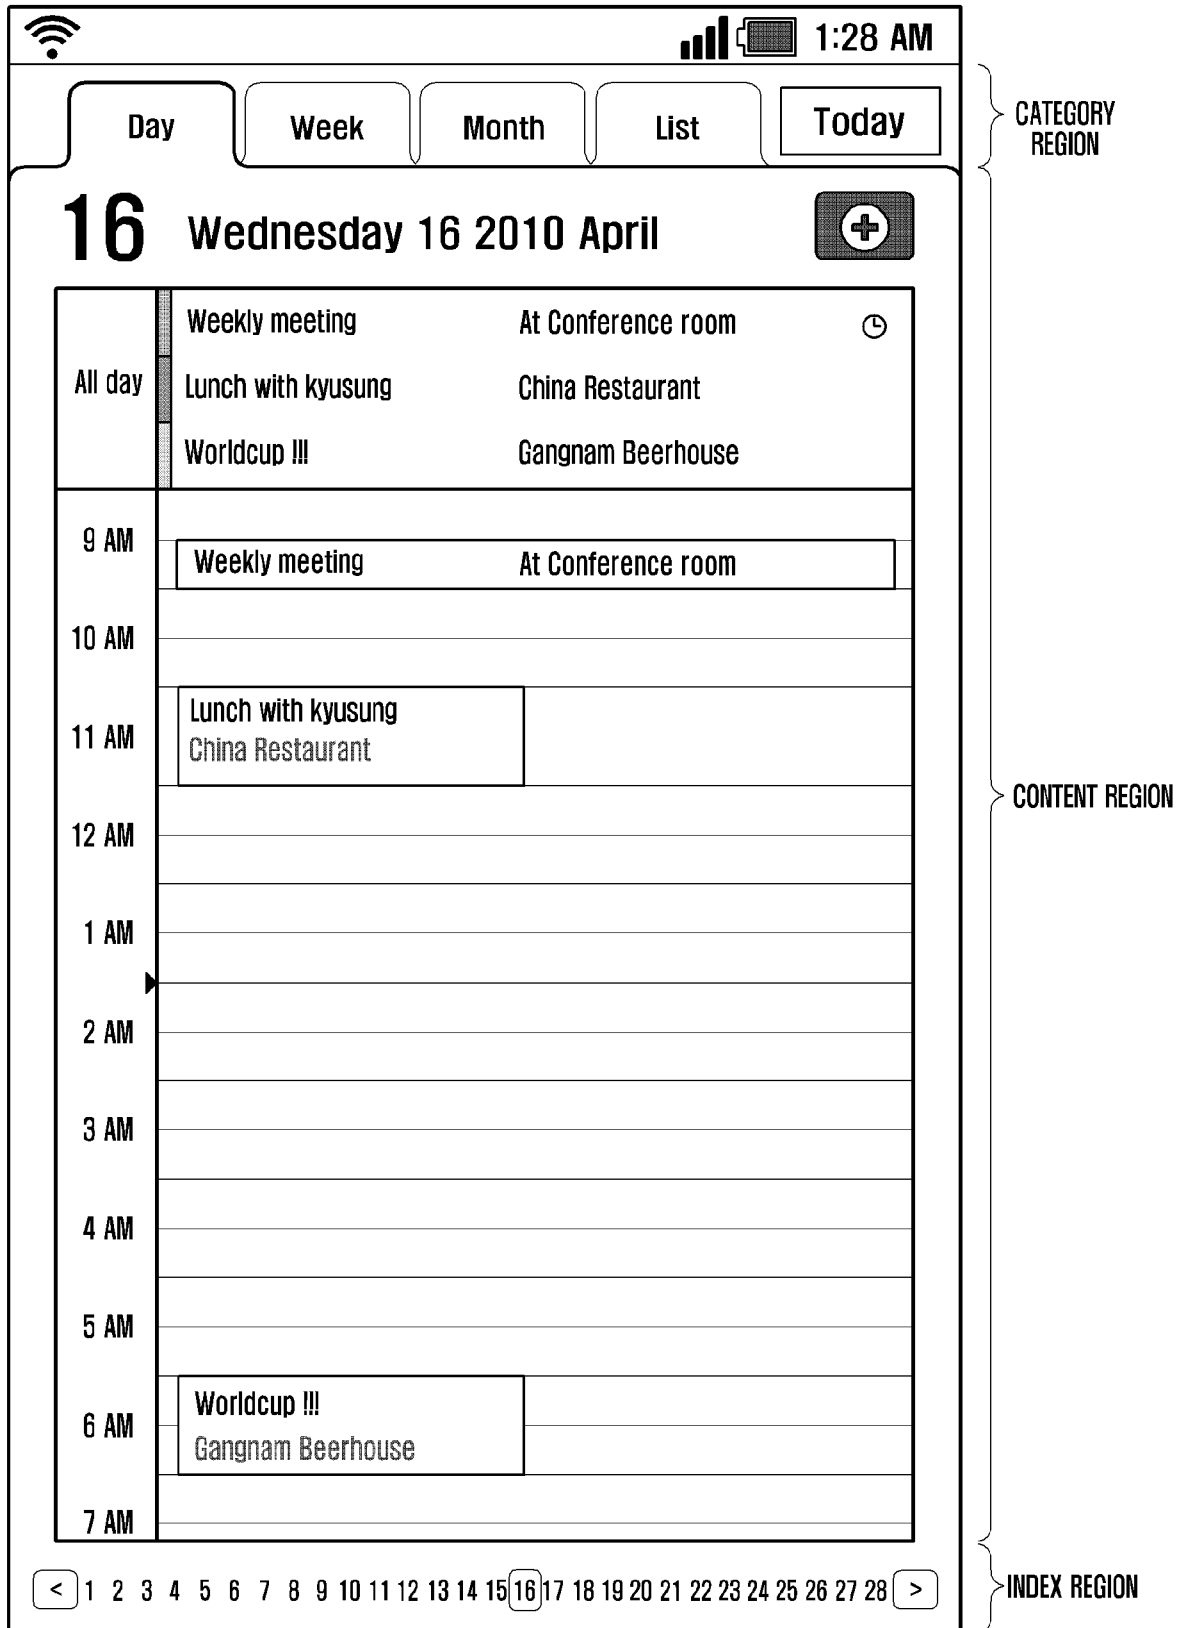 1:28 AM
Day Week Month List Today
CATEGORY
REGION
16 Wednesday 16 2010 April
All day
Weekly meeting At Conference room
Lunch with kyusung China Restaurant
Worldcup !!! Gangnam Beerhouse
9 AM
Weekly meeting At Conference room
10 AM
11 AM
Lunch with kyusung
China Restaurant
CONTENT REGION
12 AM
1 AM
2 AM
3 AM
4 AM
5 AM
6 AM
Worldcup !!!
Gangnam Beerhouse
7 AM
< 1 2 3 4 5 6 7 8 9 10 11 12 13 14 15 16 17 18 19 20 21 22 23 24 25 26 27 28 >
INDEX REGION